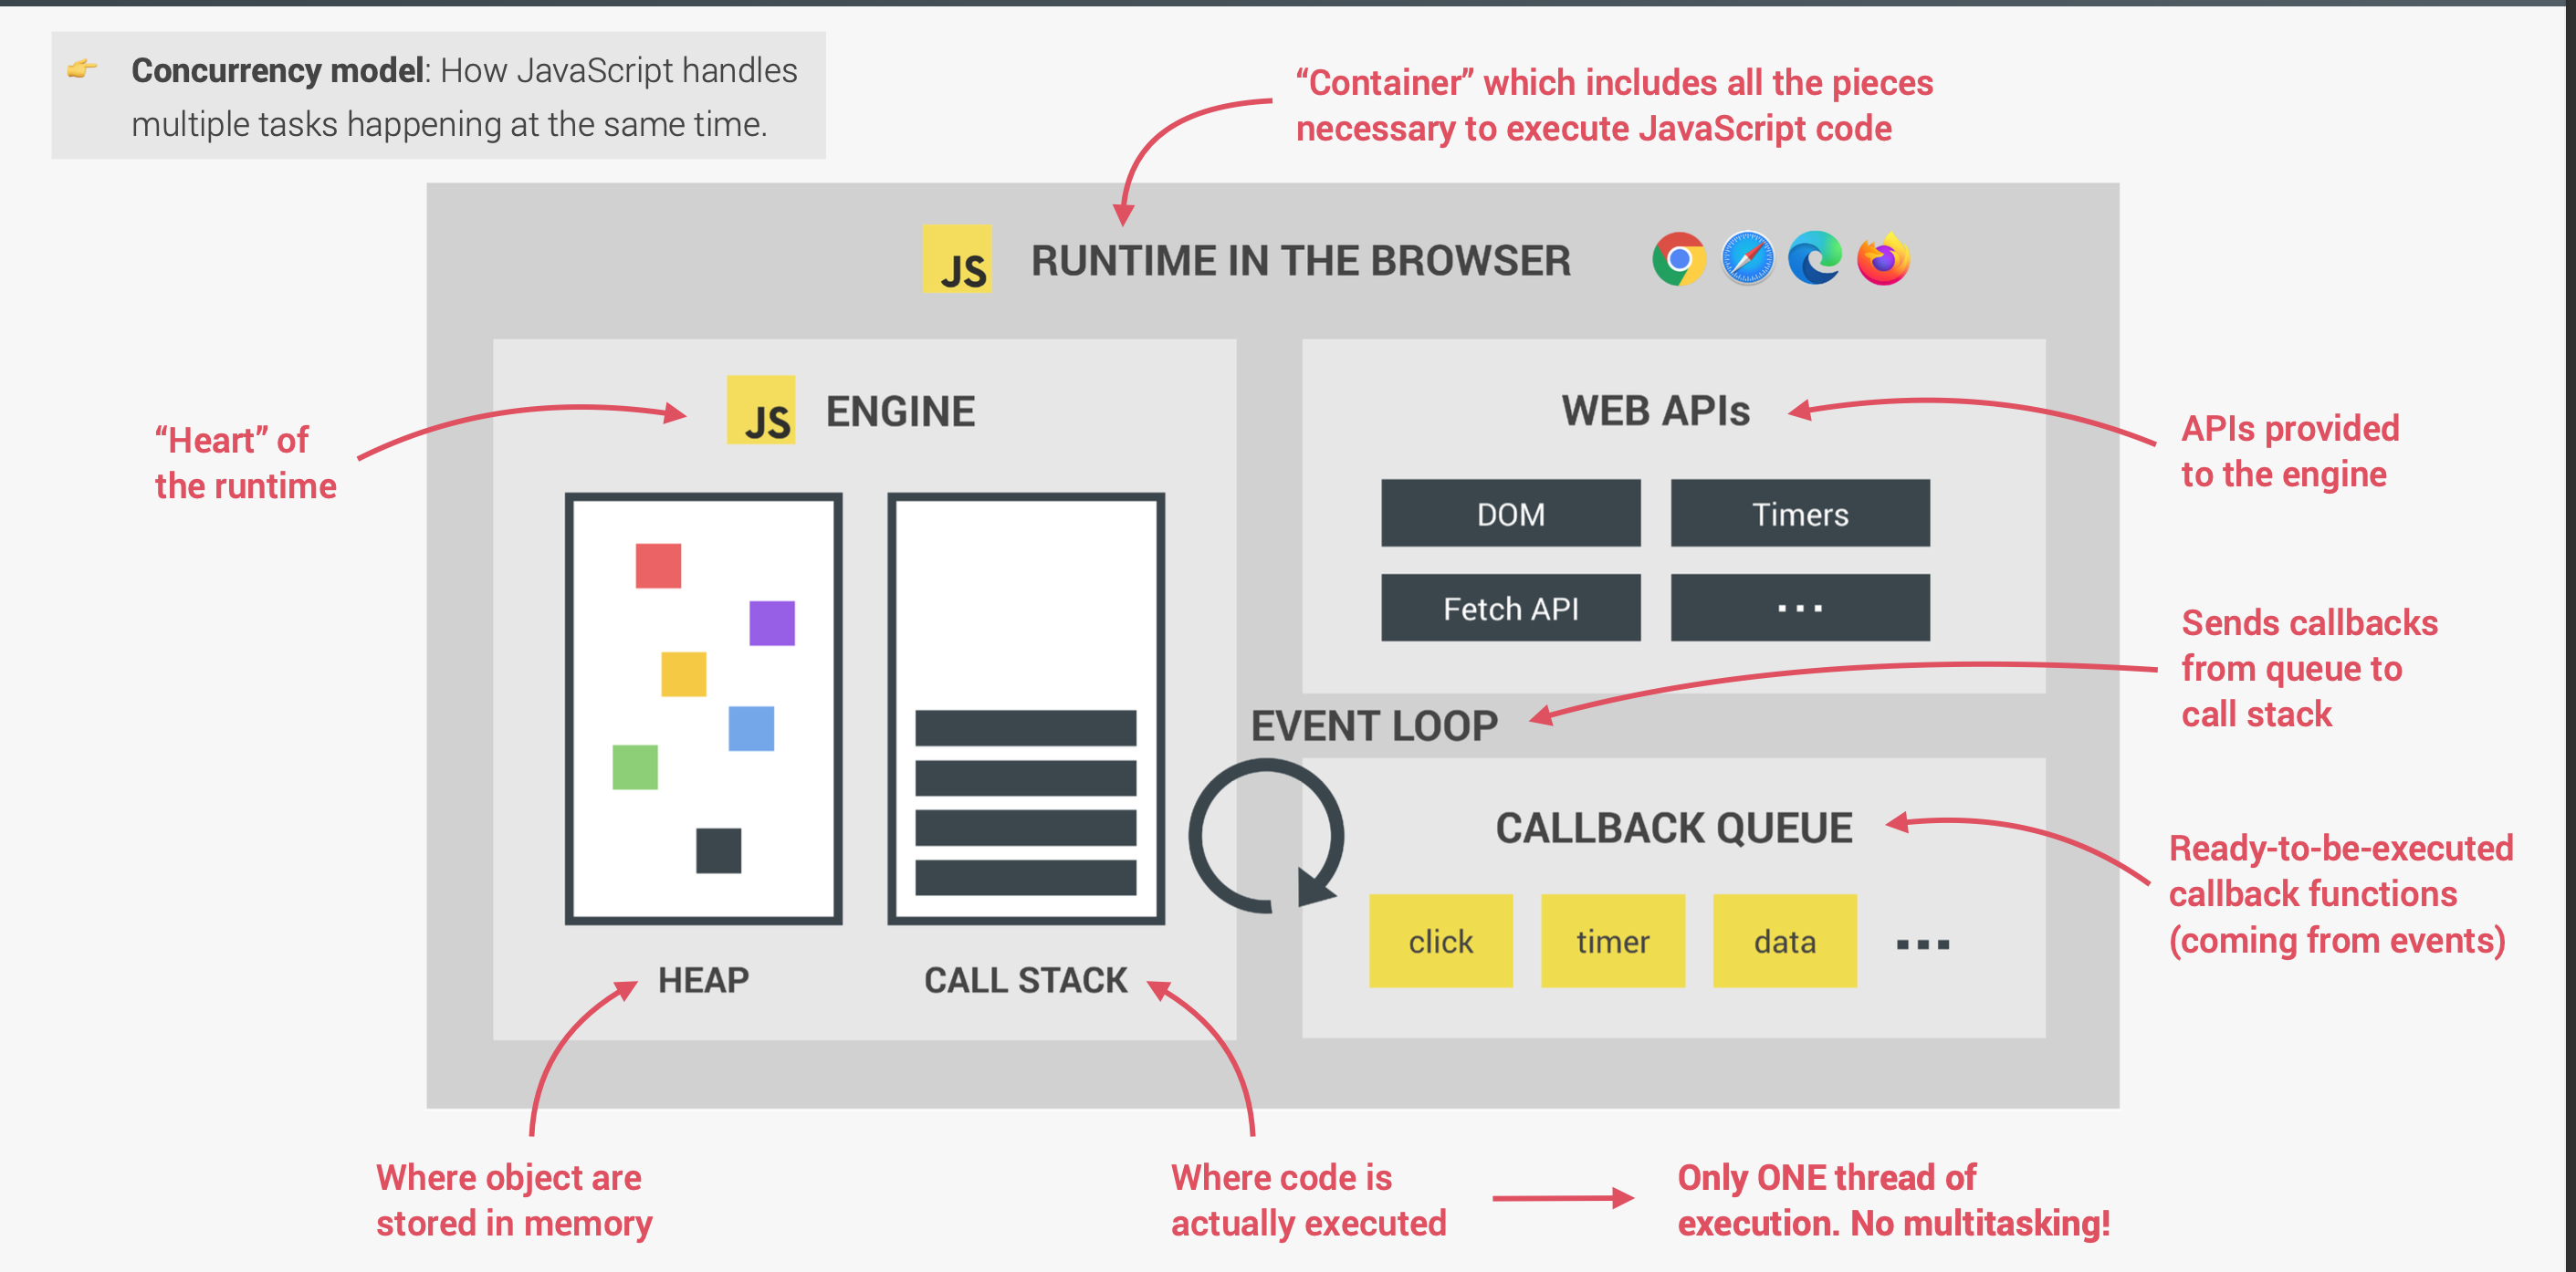 Concurrency model: How JavaScript handles
multiple tasks happening at the same time.
“Container” which includes all the pieces
necessary to execute JavaScript code
JS RUNTIME IN THE BROWSER
“Heart” of
the runtime
JS ENGINE
HEAP
CALL STACK
WEB APIs
DOM
Timers
Fetch API
...
APIs provided
to the engine
EVENT LOOP
Sends callbacks
from queue to
call stack
CALLBACK QUEUE
click
timer
data
...
Ready-to-be-executed
callback functions
(coming from events)
Where object are
stored in memory
Where code is
actually executed
Only ONE thread of
execution. No multitasking!